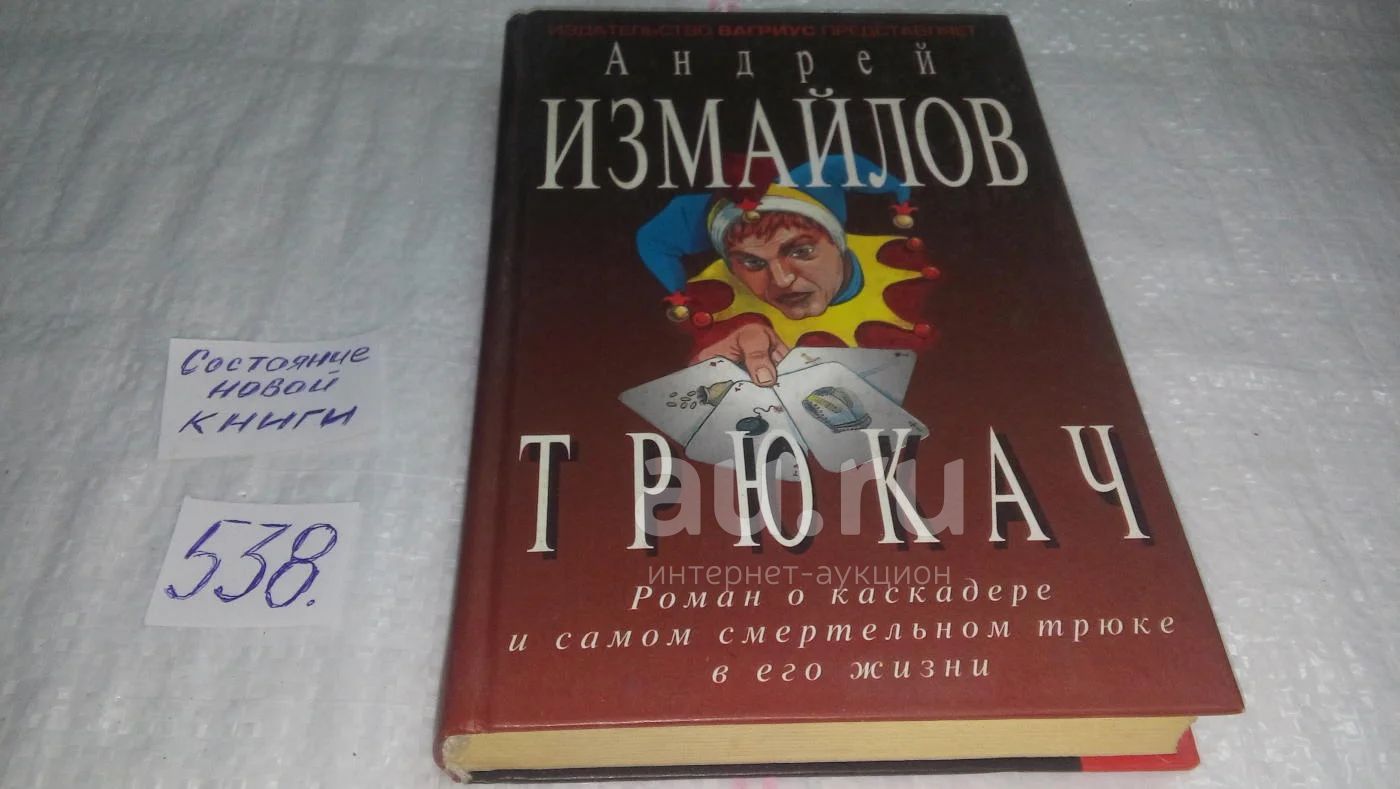 ИЗДАТЕЛЬСТВО ВАГРИУС ПРЕДСТАВЛЯЕТ
Андрей
ИЗМАЙЛОВ
ТРЮКАЧ
Роман о каскадере
и самом смертельном трюке
в его жизни
Состояние
новой
книги
538.
au.ru
интернет-аукцион